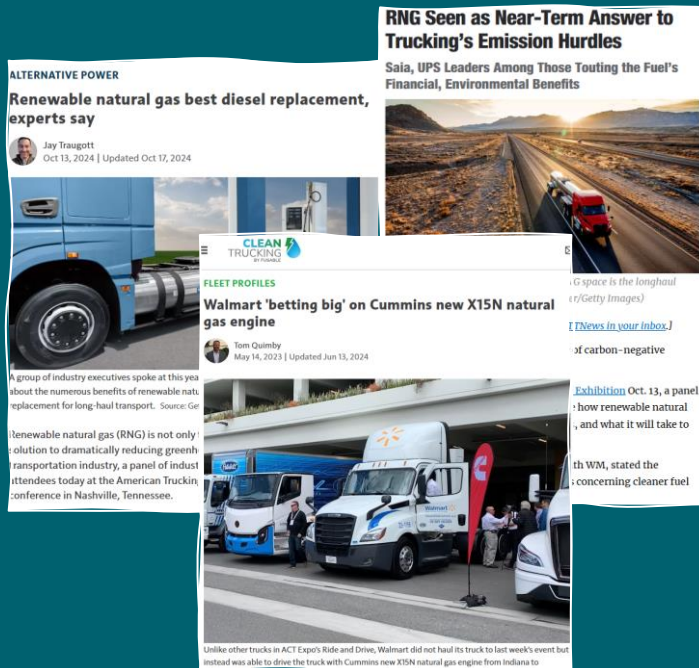 ALTERNATIVE POWER
Renewable natural gas best diesel replacement,
experts say
Jay Traugott
Oct 13, 2024 | Updated Oct 17, 2024
A group of industry executives spoke at this yea
about the numerous benefits of renewable natu
replacement for long-haul transport. Source: Ge
Renewable natural gas (RNG) is not only
solution to dramatically reducing greenh
transportation industry, a panel of indust
attendees today at the American Trucking
conference in Nashville, Tennessee.
RNG Seen as Near-Term Answer to
Trucking's Emission Hurdles
Saia, UPS Leaders Among Those Touting the Fuel's
Financial, Environmental Benefits
G space is the longhaul
r/Getty Images)
TTNews in your inbox.]
of carbon-negative
Exhibition Oct. 13, a panel
how renewable natural
, and what it will take to
th WM, stated the
concerning cleaner fuel
CLEAN
TRUCKING
BY FUSABLE
FLEET PROFILES
Walmart 'betting big' on Cummins new X15N natural
gas engine
Tom Quimby
May 14, 2023 | Updated Jun 13, 2024
Walmart
Unlike other trucks in ACT Expo's Ride and Drive, Walmart did not haul its truck to last week's event but
instead was able to drive the truck with Cummins new X15N natural gas engine from Indiana to